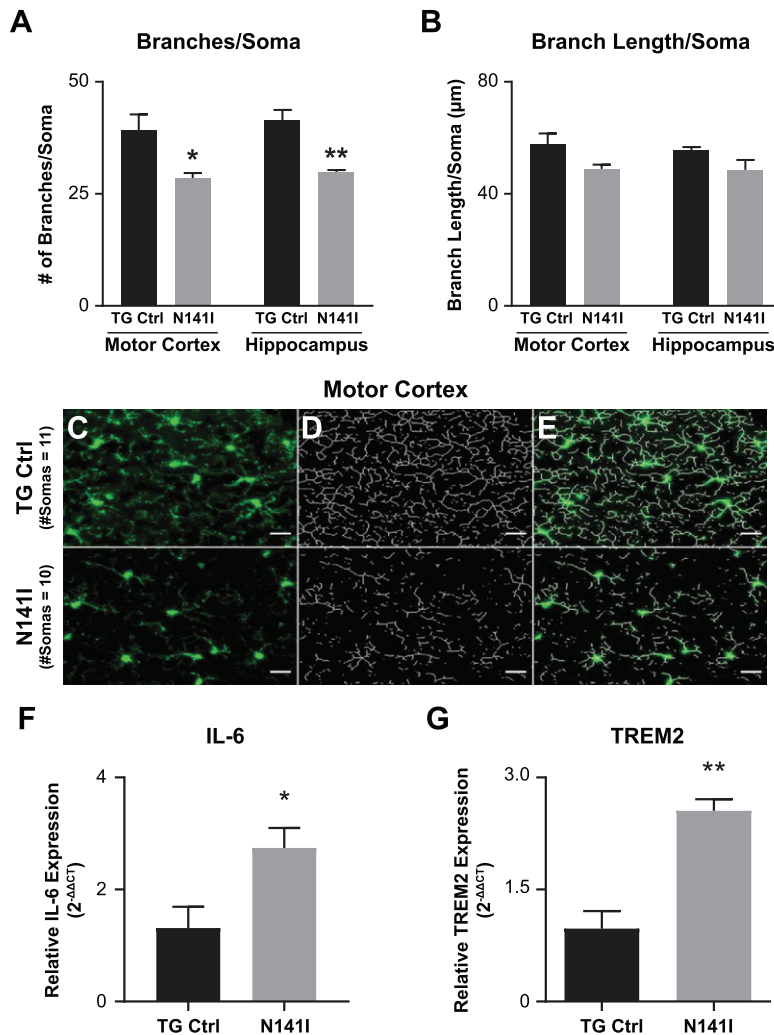 A
Branches/Soma
# of Branches/Soma
50
25
0
* **
TG Ctrl N141I TG Ctrl N141I
Motor Cortex Hippocampus
B
Branch Length/Soma
Branch Length/Soma (µm)
80
40
0
TG Ctrl N141I TG Ctrl N141I
Motor Cortex Hippocampus
Motor Cortex
C D E
TG Ctrl
(#Somas = 11)
N141I
(#Somas = 10)
F
IL-6
Relative IL-6 Expression
(2-ΔΔCT)
4
2
0
*
TG Ctrl N141I
G
TREM2
Relative TREM2 Expression
(2-ΔΔCT)
3.0
1.5
0
**
TG Ctrl N141I